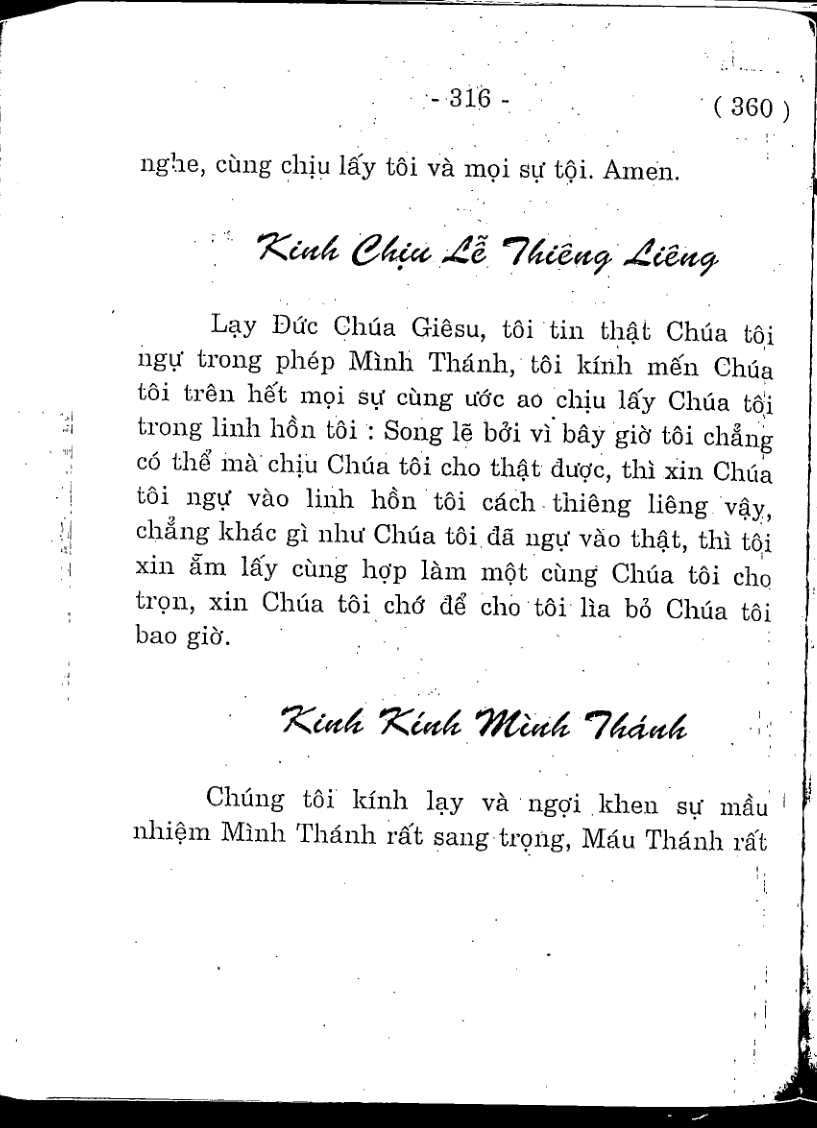 - 316 -
( 360 )
nghe, cùng chịu lấy tôi và mọi sự tội. Amen.
Kinh Chịu Lễ Thiêng Liêng
Lạy Đức Chúa Giêsu, tôi tin thật Chúa tôi
ngự trong phép Mình Thánh, tôi kính mến Chúa
tôi trên hết mọi sự cùng ước ao chịu lấy Chúa tôi
trong linh hồn tôi : Song lẽ bởi vì bây giờ tôi chẳng
có thể mà chịu Chúa tôi cho thật được, thì xin Chúa
tôi ngự vào linh hồn tôi cách thiêng liêng vậy,
chẳng khác gì như Chúa tôi đã ngự vào thật, thì tôi
xin ẵm lấy cùng hợp làm một cùng Chúa tôi cho
trọn, xin Chúa tôi chớ để cho tôi lìa bỏ Chúa tôi
bao giờ.
Kinh Kính Mình Thánh
Chúng tôi kính lạy và ngợi khen sự mầu
nhiệm Mình Thánh rất sang trọng, Máu Thánh rất